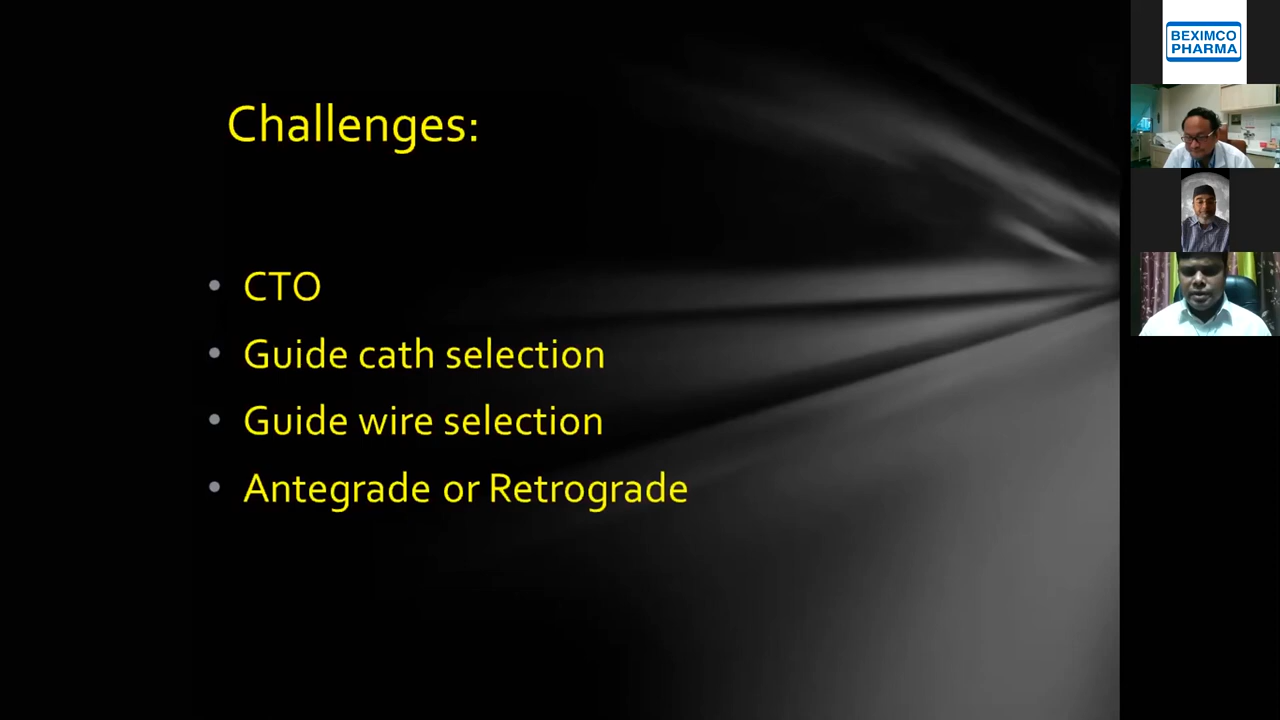 Challenges:
• CTO
• Guide cath selection
• Guide wire selection
• Antegrade or Retrograde
BEXIMCO
PHARMA